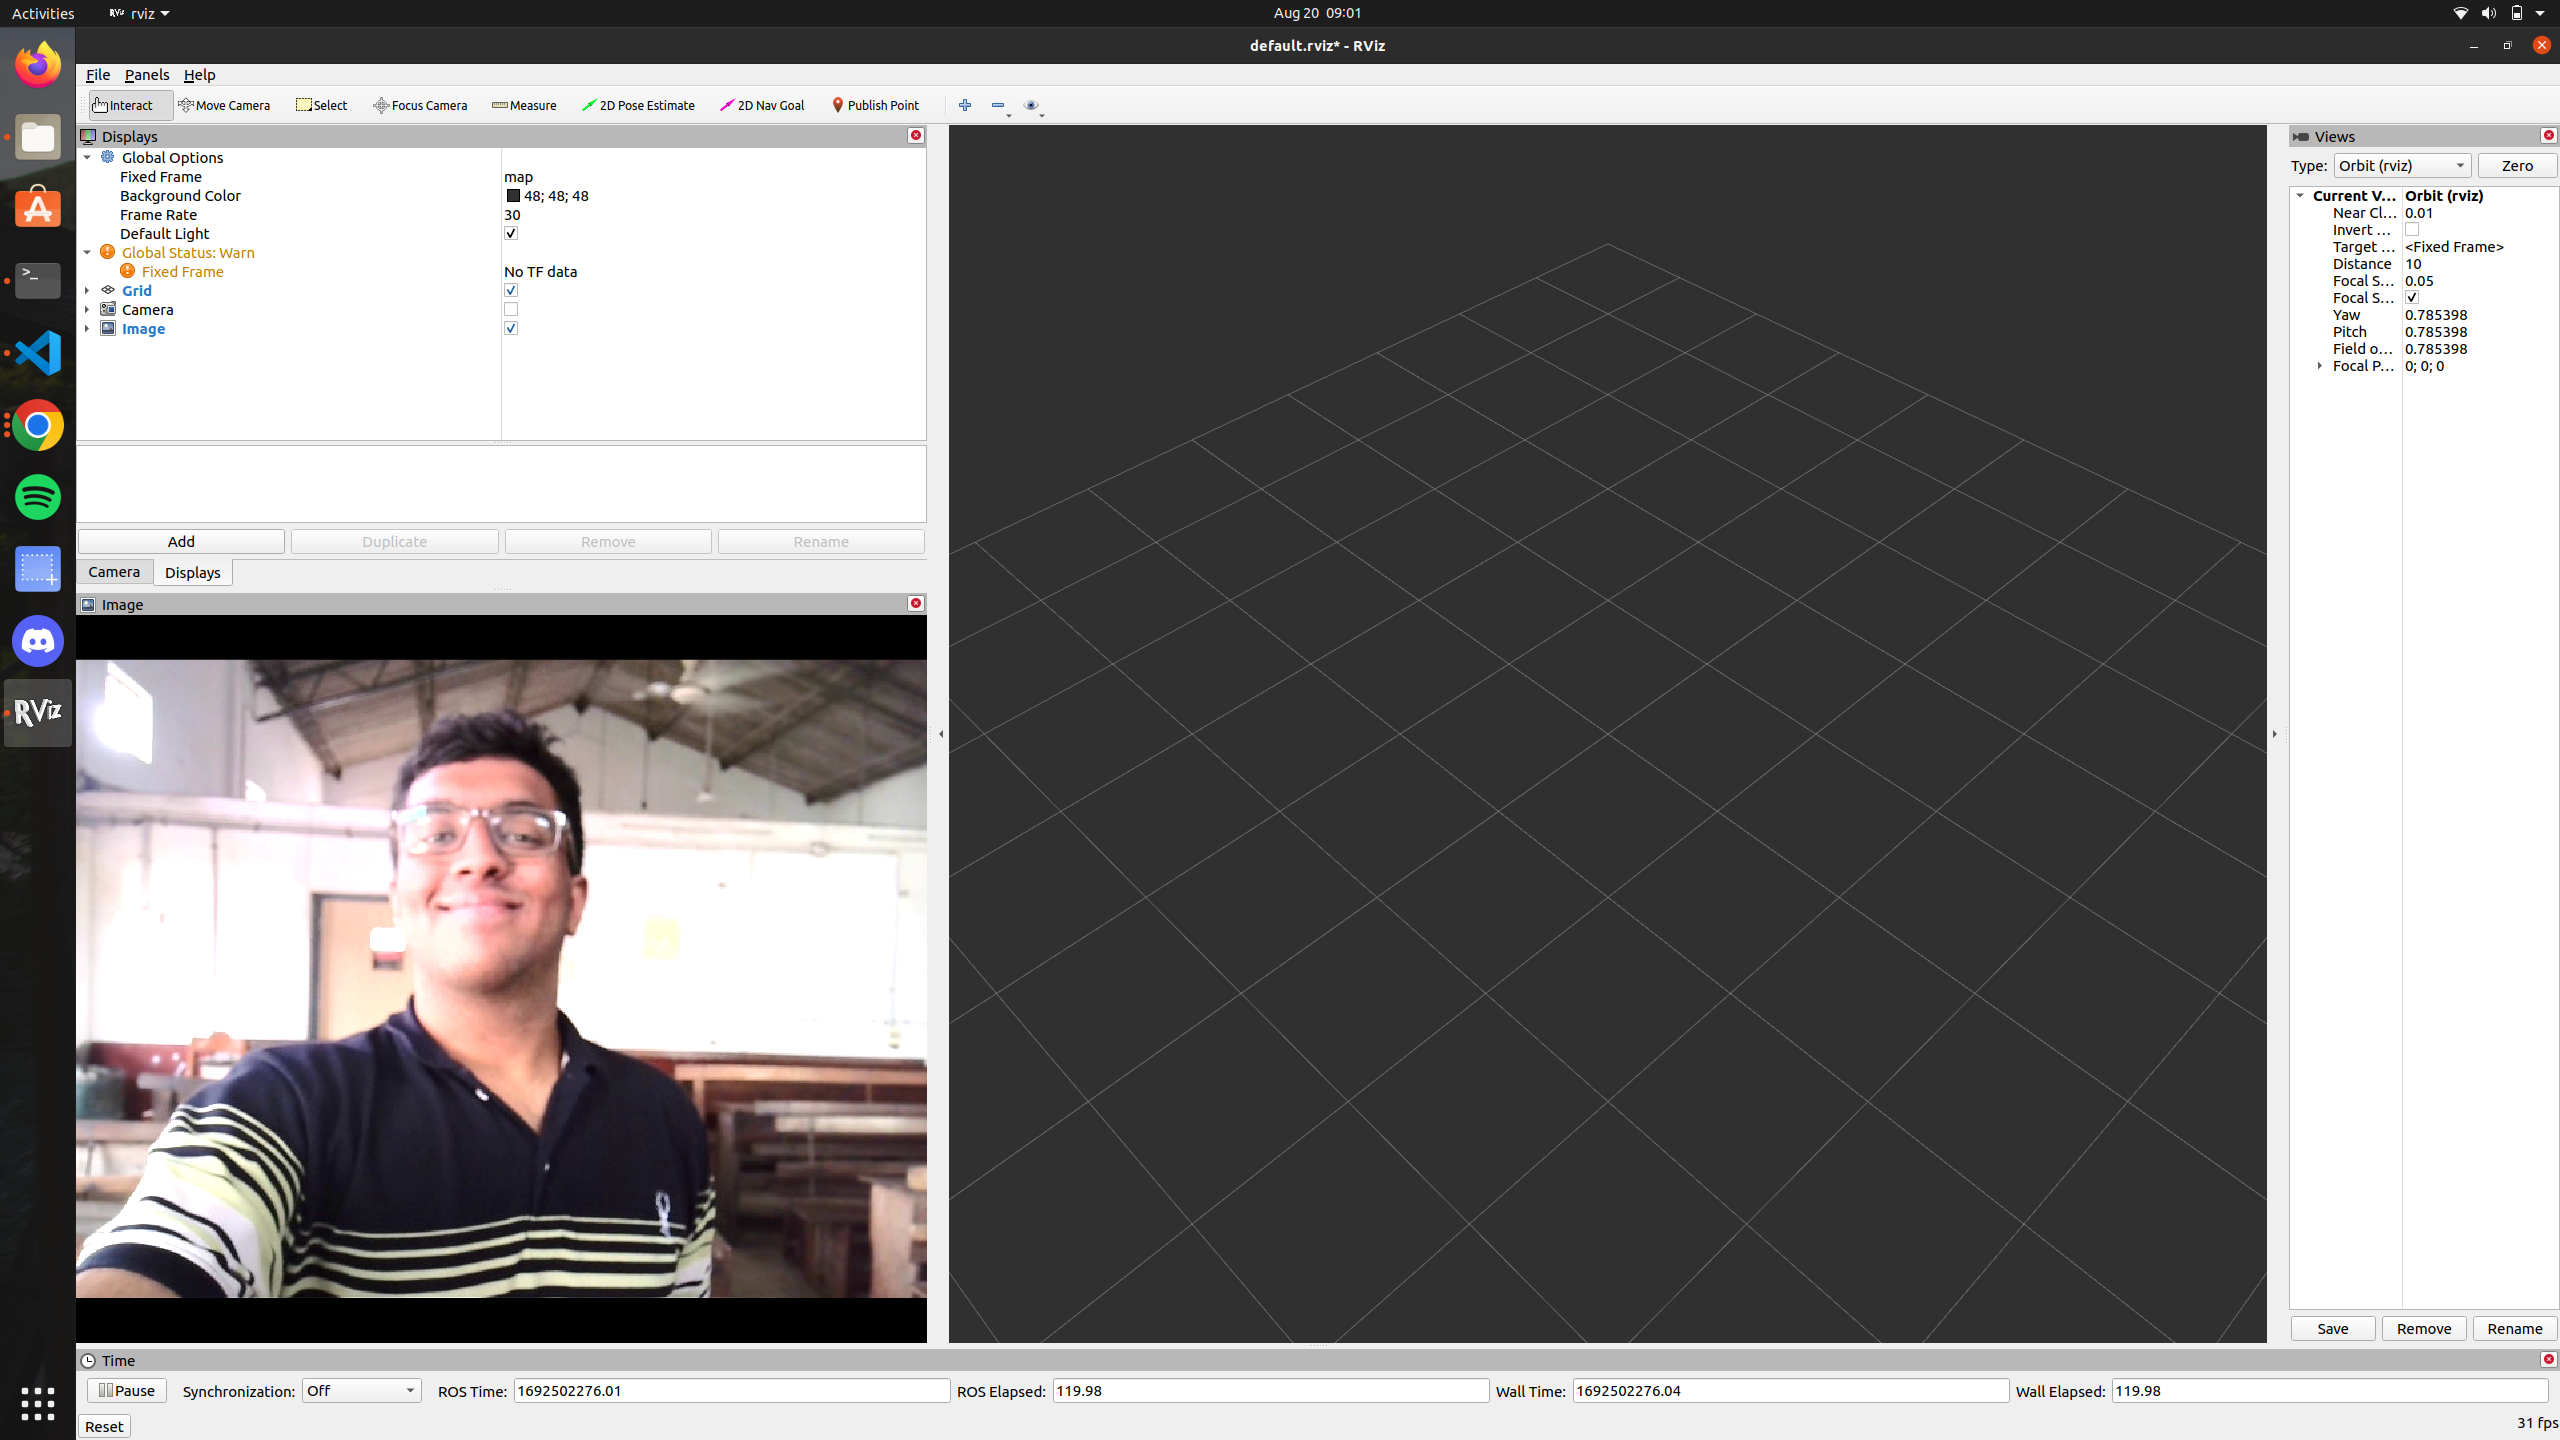 Activities rviz Aug 20 09:01
default.rviz* - RViz
File Panels Help
Interact Move Camera Select Focus Camera Measure 2D Pose Estimate 2D Nav Goal Publish Point
Displays
Global Options
Fixed Frame map
Background Color 48; 48; 48
Frame Rate 30
Default Light
Global Status: Warn
Fixed Frame No TF data
Grid
Camera
Image
Add Duplicate Remove Rename
Camera Displays
Image
RViz
Views
Type: Orbit (rviz) Zero
Current V... Orbit (rviz)
Near Cl... 0.01
Invert ...
Target ... <Fixed Frame>
Distance 10
Focal S... 0.05
Focal S...
Yaw 0.785398
Pitch 0.785398
Field o... 0.785398
Focal P... 0; 0; 0
Save Remove Rename
Time
Pause Synchronization: Off ROS Time: 1692502276.01 ROS Elapsed: 119.98 Wall Time: 1692502276.04 Wall Elapsed: 119.98
Reset 31 fps